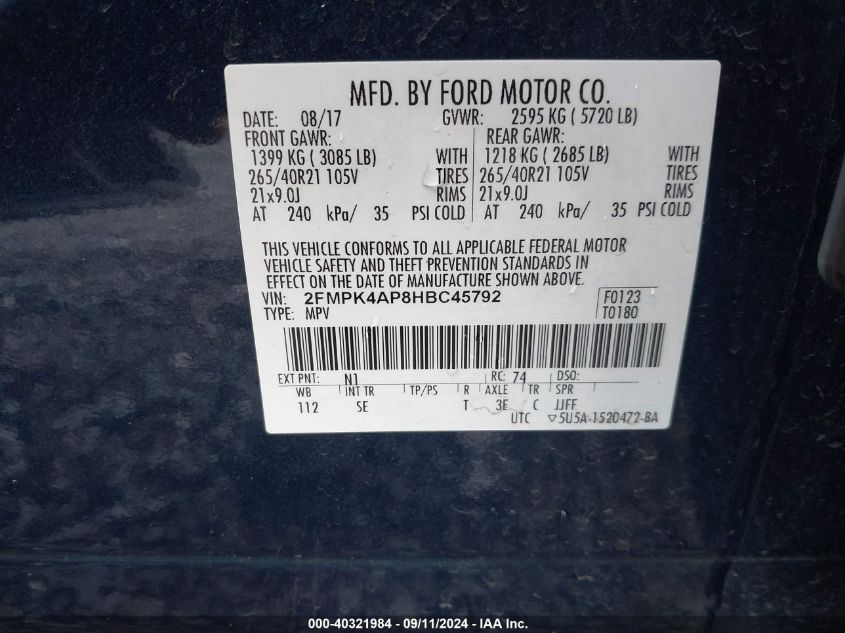 MFD. BY FORD MOTOR CO.
DATE: 08/17 GVWR: 2595 KG ( 5720 LB)
FRONT GAWR: REAR GAWR:
1399 KG ( 3085 LB) WITH 1218 KG ( 2685 LB) WITH
265/40R21 105V TIRES 265/40R21 105V TIRES
21x9.0J RIMS 21x9.0J RIMS
AT 240 kPa/ 35 PSI COLD AT 240 kPa/ 35 PSI COLD
THIS VEHICLE CONFORMS TO ALL APPLICABLE FEDERAL MOTOR
VEHICLE SAFETY AND THEFT PREVENTION STANDARDS IN
EFFECT ON THE DATE OF MANUFACTURE SHOWN ABOVE.
VIN: 2FMPK4AP8HBC45792 F0123
TYPE: MPV T0180
EXT PNT: N1 RC: 74 DSO:
WB INT TR TP/PS R AXLE TR SPR
112 SE T 3E C JJFF
UTC ▽5U5A-1520472-BA
000-40321984 - 09/11/2024 - IAA Inc.